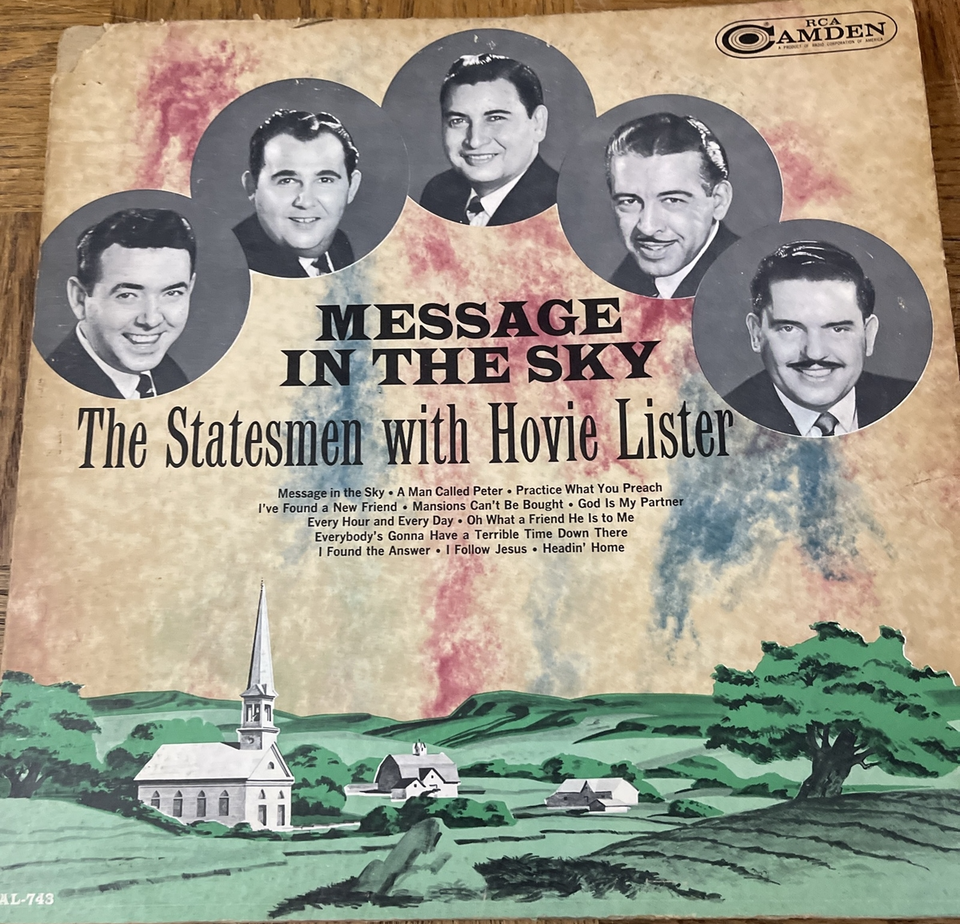 RCA
CAMDEN
A PRODUCT OF RADIO CORPORATION OF AMERICA
MESSAGE
IN THE SKY
The Statesmen with Hovie Lister
Message in the Sky • A Man Called Peter • Practice What You Preach
I've Found a New Friend • Mansions Can't Be Bought • God Is My Partner
Every Hour and Every Day • Oh What a Friend He Is to Me
Everybody's Gonna Have a Terrible Time Down There
I Found the Answer • I Follow Jesus • Headin' Home
AL-743